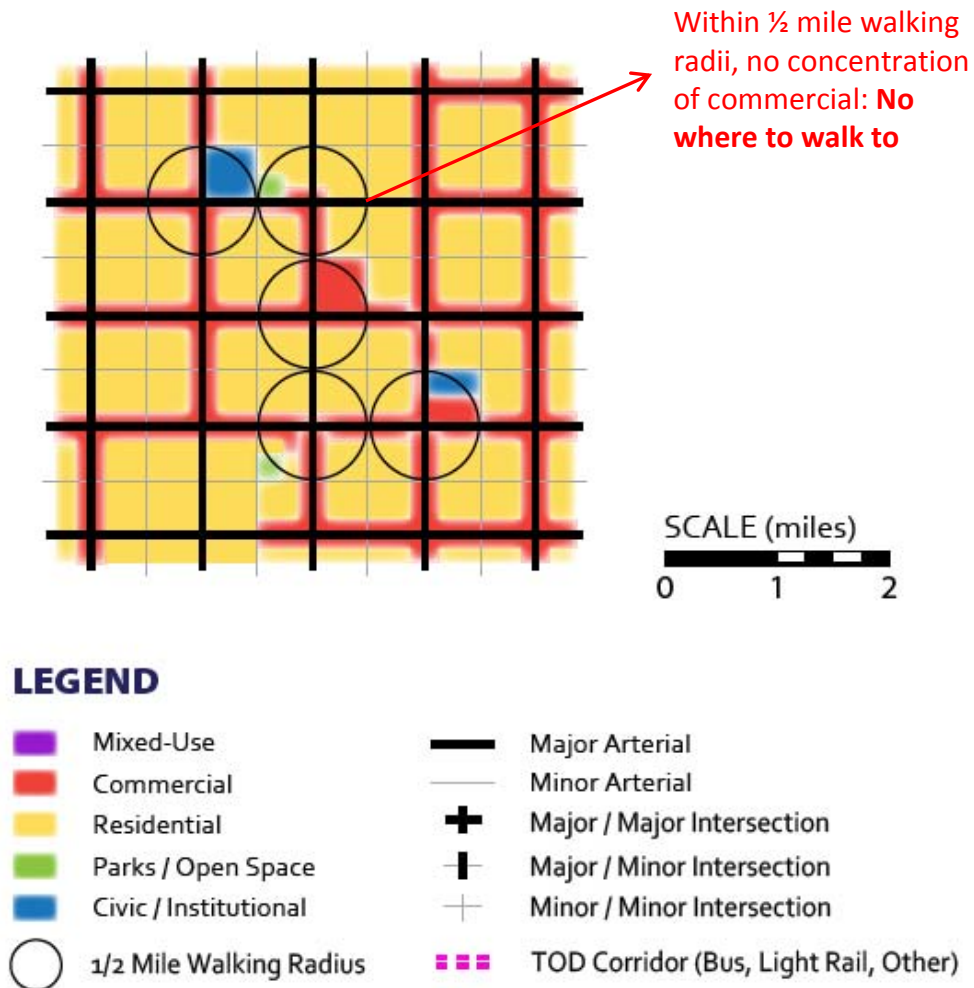 Within ½ mile walking
radii, no concentration
of commercial: No
where to walk to
SCALE (miles)
0 1 2
LEGEND
Mixed-Use
Commercial
Residential
Parks / Open Space
Civic / Institutional
1/2 Mile Walking Radius
Major Arterial
Minor Arterial
Major / Major Intersection
Major / Minor Intersection
Minor / Minor Intersection
TOD Corridor (Bus, Light Rail, Other)